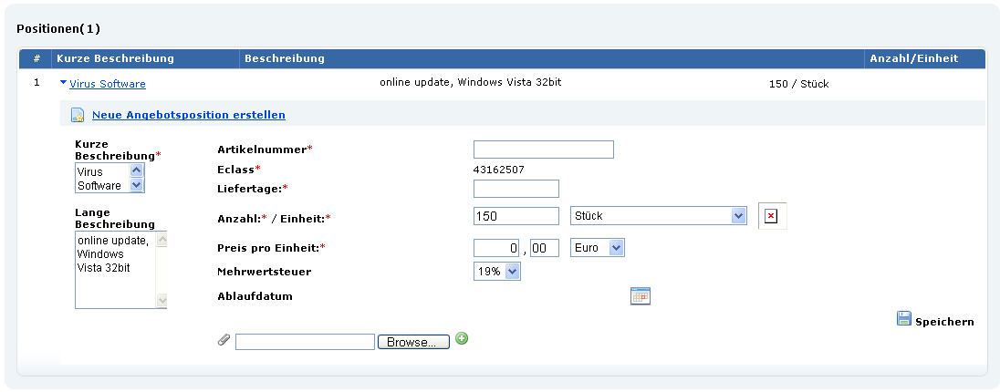 Positionen(1)
# Kurze Beschreibung Beschreibung Anzahl/Einheit
1 Virus Software online update, Windows Vista 32bit 150 / Stück
Neue Angebotsposition erstellen
Kurze
Beschreibung*
Virus
Software
Lange
Beschreibung
online update,
Windows
Vista 32bit
Artikelnummer*
Eclass* 43162507
Liefertage:*
Anzahl:* / Einheit:* 150 Stück
Preis pro Einheit:* 0 , 00 Euro
Mehrwertsteuer 19%
Ablaufdatum
Speichern
Browse...